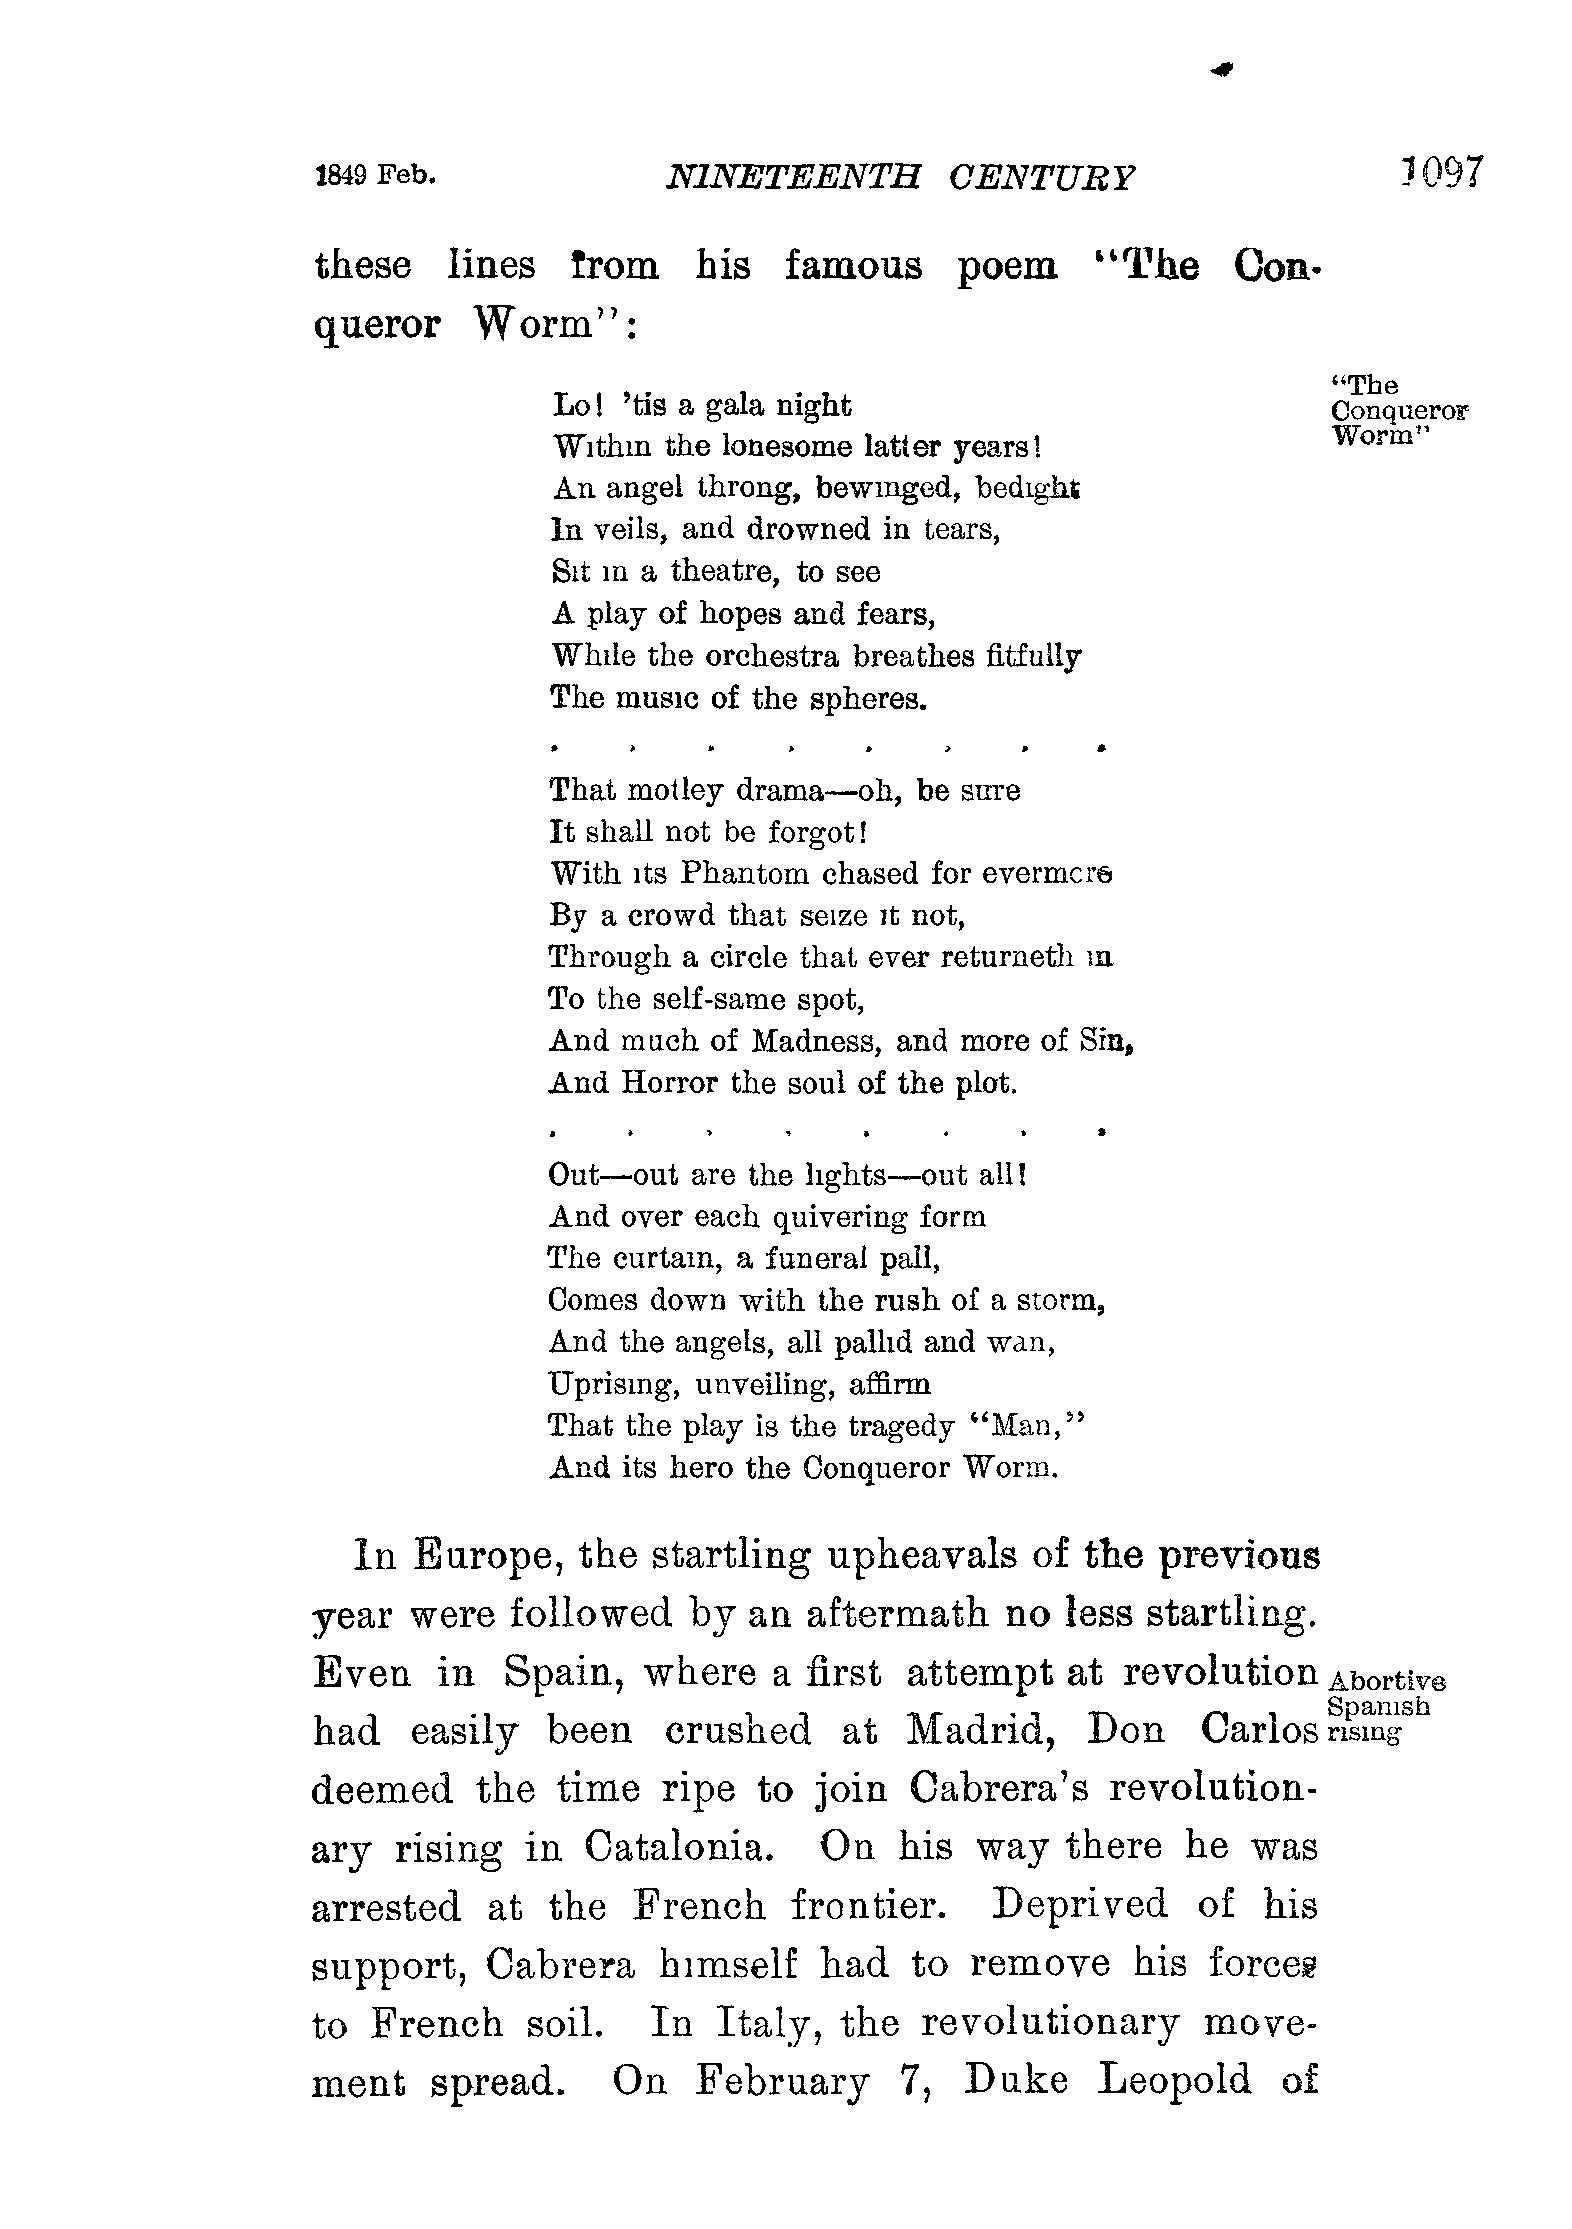 1849 Feb. NINETEENTH CENTURY 1097
these lines from his famous poem “The Con-
queror Worm”:
“The
Conqueror
Worm”
Lo! ’tis a gala night
Within the lonesome latter years!
An angel throng, bewinged, bedight
In veils, and drowned in tears,
Sit in a theatre, to see
A play of hopes and fears,
While the orchestra breathes fitfully
The music of the spheres.
. . . . . . . .
That motley drama—oh, be sure
It shall not be forgot!
With its Phantom chased for evermore
By a crowd that seize it not,
Through a circle that ever returneth in
To the self-same spot,
And much of Madness, and more of Sin,
And Horror the soul of the plot.
. . . . . . . .
Out—out are the lights—out all!
And over each quivering form
The curtain, a funeral pall,
Comes down with the rush of a storm,
And the angels, all pallid and wan,
Uprising, unveiling, affirm
That the play is the tragedy “Man,”
And its hero the Conqueror Worm.
In Europe, the startling upheavals of the previous
year were followed by an aftermath no less startling.
Even in Spain, where a first attempt at revolution
had easily been crushed at Madrid, Don Carlos
Abortive
Spanish
rising
deemed the time ripe to join Cabrera’s revolution-
ary rising in Catalonia. On his way there he was
arrested at the French frontier. Deprived of his
support, Cabrera himself had to remove his forces
to French soil. In Italy, the revolutionary move-
ment spread. On February 7, Duke Leopold of